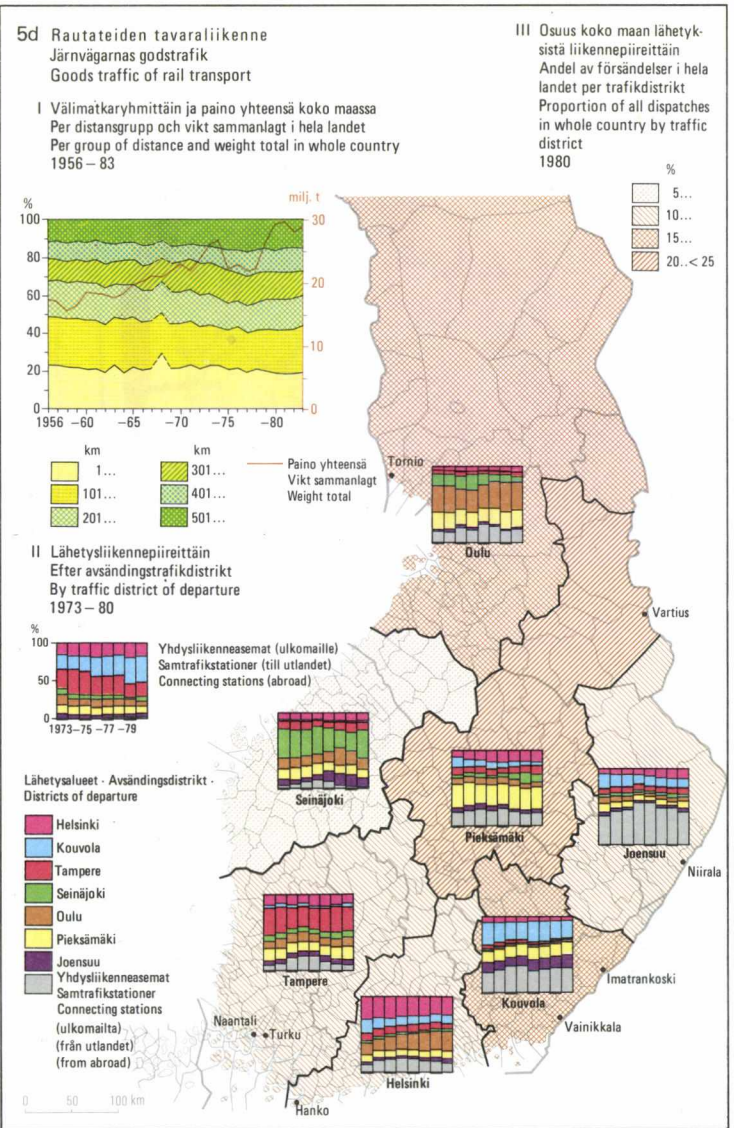 5d Rautateiden tavaraliikenne
Järnvägarnas godstrafik
Goods traffic of rail transport
I Välimatkaryhmittäin ja paino yhteensä koko maassa
Per distansgrupp och vikt sammanlagt i hela landet
Per group of distance and weight total in whole country
1956 – 83
III Osuus koko maan lähetyk-
sistä liikennepiireittäin
Andel av försändelser i hela
landet per trafikdistrikt
Proportion of all dispatches
in whole country by traffic
district
1980
%
5...
10...
15...
20..< 25
% milj. t
100 30
80
60 20
40
10
20
0 0
1956 –60 –65 –70 –75 –80
km km
1... 301...
101... 401...
201... 501...
Paino yhteensä
Vikt sammanlagt
Weight total
II Lähetysliikennepiireittäin
Efter avsändingstrafikdistrikt
By traffic district of departure
1973 – 80
%
100
50
0
1973 –75 –77 –79
Yhdysliikenneasemat (ulkomaille)
Samtrafikstationer (till utlandet)
Connecting stations (abroad)
Lähetysalueet · Avsändingsdistrikt ·
Districts of departure
Helsinki
Kouvola
Tampere
Seinäjoki
Oulu
Pieksämäki
Joensuu
Yhdysliikenneasemat
Samtrafikstationer
Connecting stations
(ulkomailta)
(från utlandet)
(from abroad)
0 50 100 km
Tornio
Oulu
Vartius
Seinäjoki
Pieksämäki
Joensuu
Niirala
Tampere
Kouvola
Imatrankoski
Vainikkala
Naantali
Turku
Helsinki
Hanko